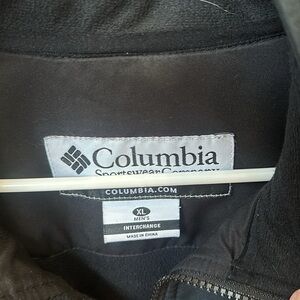 Columbia
Sportswear Company
COLUMBIA.COM
XL
MEN'S
INTERCHANGE
MADE IN CHINA